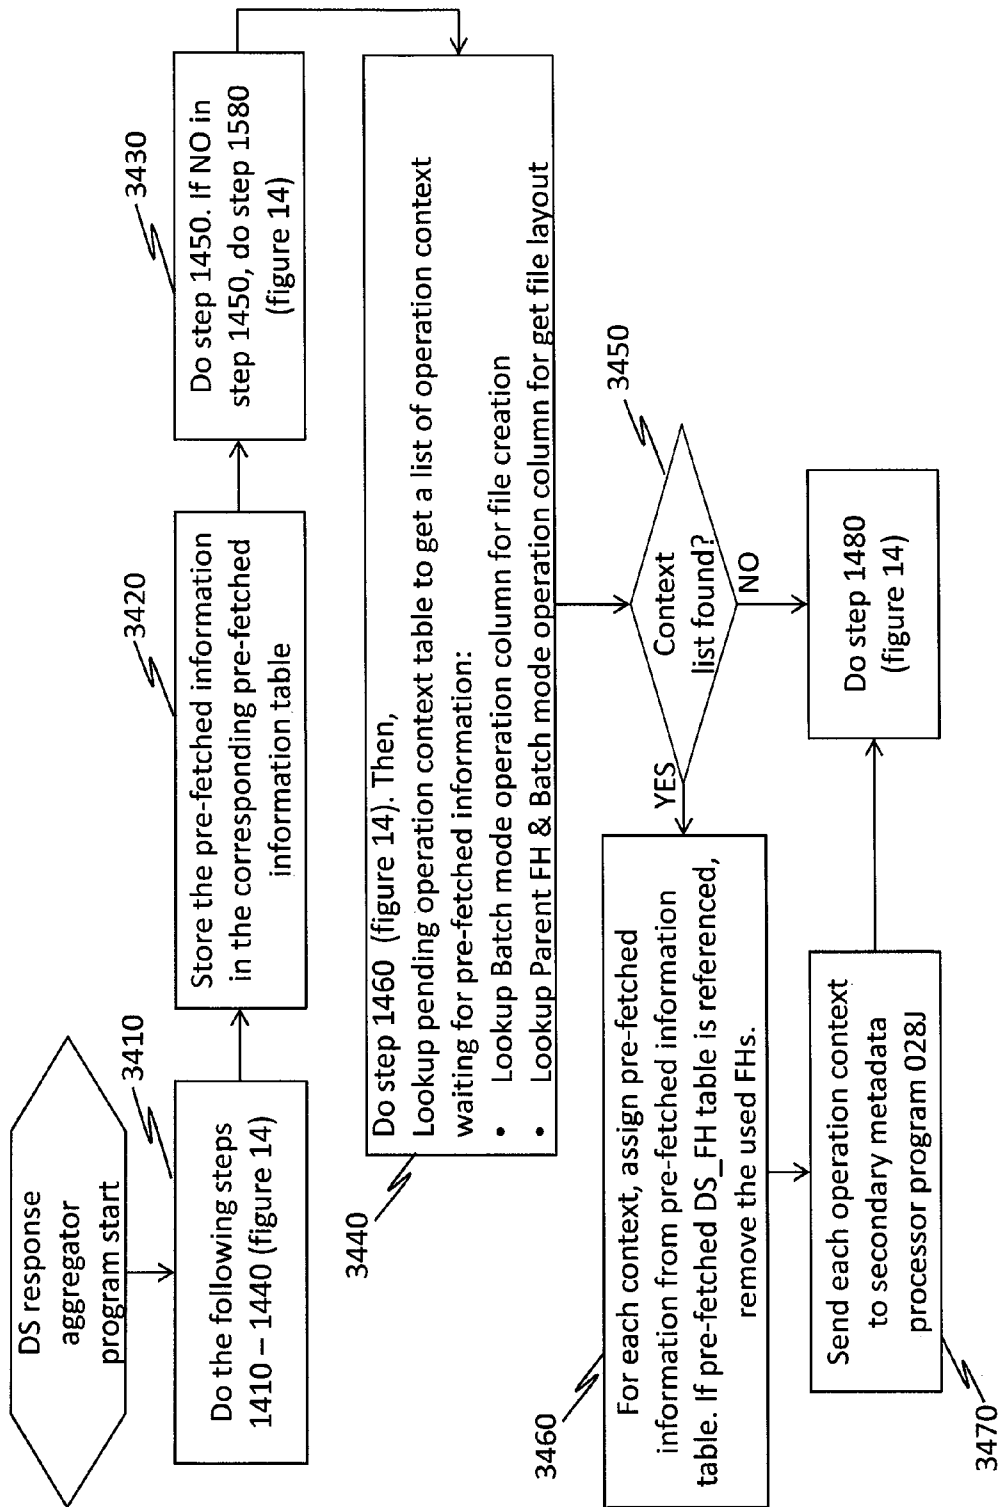 DS response
aggregator
program start
3410
Do the following steps
1410 – 1440 (figure 14)
3420
Store the pre-fetched information
in the corresponding pre-fetched
information table
3430
Do step 1450. If NO in
step 1450, do step 1580
(figure 14)
3440
Do step 1460 (figure 14). Then,
Lookup pending operation context table to get a list of operation context
waiting for pre-fetched information:
• Lookup Batch mode operation column for file creation
• Lookup Parent FH & Batch mode operation column for get file layout
3450
Context
list found?
YES
NO
3460
For each context, assign pre-fetched
information from pre-fetched information
table. If pre-fetched DS_FH table is referenced,
remove the used FHs.
3470
Send each operation context
to secondary metadata
processor program 028J
Do step 1480
(figure 14)